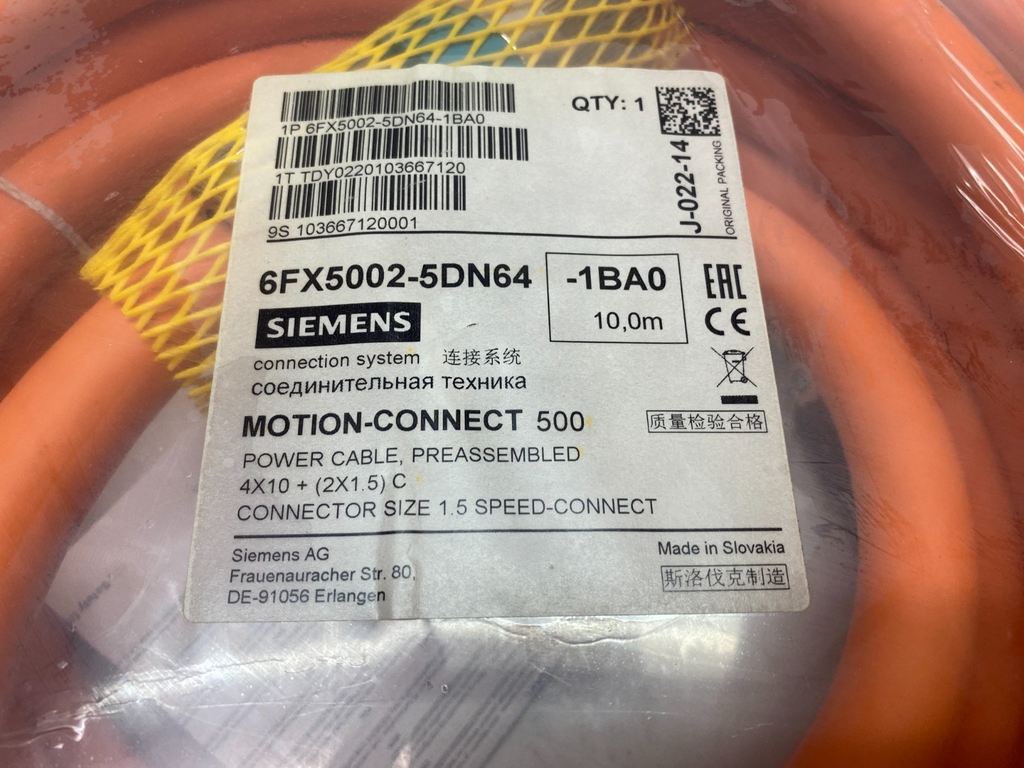 1P 6FX5002-5DN64-1BA0
QTY: 1
1T TDY0220103667120
9S 103667120001
J-022-14
ORIGINAL PACKING
6FX5002-5DN64 -1BA0
10,0m
EAC
CE
SIEMENS
connection system 连接系统
соединительная техника
MOTION-CONNECT 500
质量检验合格
POWER CABLE, PREASSEMBLED
4X10 + (2X1.5) C
CONNECTOR SIZE 1.5 SPEED-CONNECT
Siemens AG
Frauenauracher Str. 80,
DE-91056 Erlangen
Made in Slovakia
斯洛伐克制造